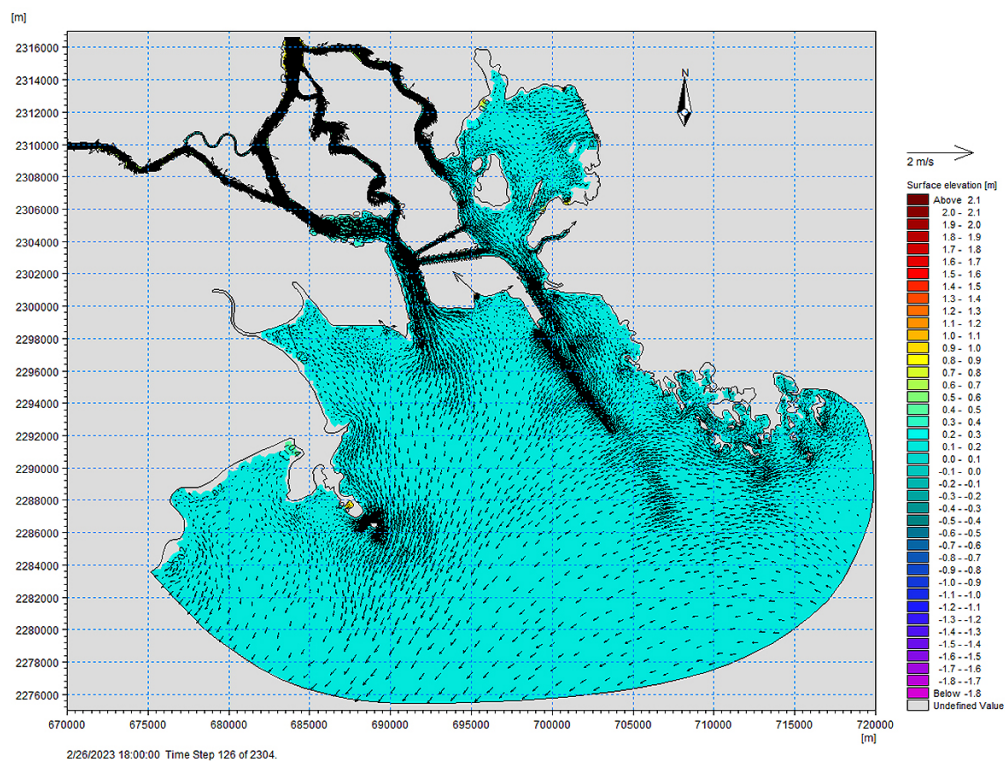 [m]
2316000
2314000
2312000
2310000
2308000
2306000
2304000
2302000
2300000
2298000
2296000
2294000
2292000
2290000
2288000
2286000
2284000
2282000
2280000
2278000
2276000
670000 675000 680000 685000 690000 695000 700000 705000 710000 715000 720000
[m]
N
2 m/s
Surface elevation [m]
Above 2.1
2.0 - 2.1
1.9 - 2.0
1.8 - 1.9
1.7 - 1.8
1.6 - 1.7
1.5 - 1.6
1.4 - 1.5
1.3 - 1.4
1.2 - 1.3
1.1 - 1.2
1.0 - 1.1
0.9 - 1.0
0.8 - 0.9
0.7 - 0.8
0.6 - 0.7
0.5 - 0.6
0.4 - 0.5
0.3 - 0.4
0.2 - 0.3
0.1 - 0.2
0.0 - 0.1
-0.1 - 0.0
-0.2 - -0.1
-0.3 - -0.2
-0.4 - -0.3
-0.5 - -0.4
-0.6 - -0.5
-0.7 - -0.6
-0.8 - -0.7
-0.9 - -0.8
-1.0 - -0.9
-1.1 - -1.0
-1.2 - -1.1
-1.3 - -1.2
-1.4 - -1.3
-1.5 - -1.4
-1.6 - -1.5
-1.7 - -1.6
-1.8 - -1.7
Below -1.8
Undefined Value
2/26/2023 18:00:00 Time Step 126 of 2304.